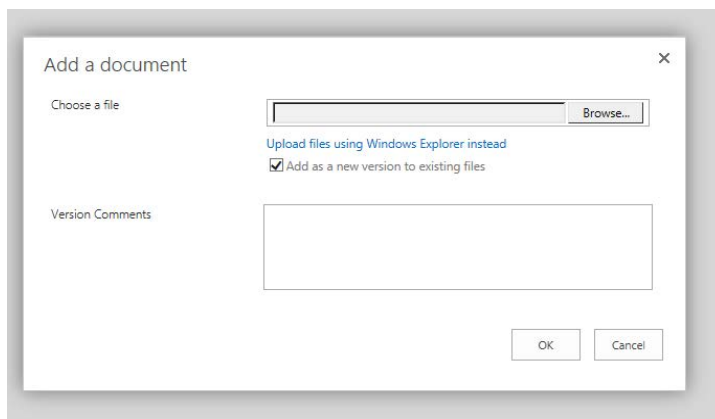 Add a document
Choose a file
Browse...
Upload files using Windows Explorer instead
Add as a new version to existing files
Version Comments
OK
Cancel